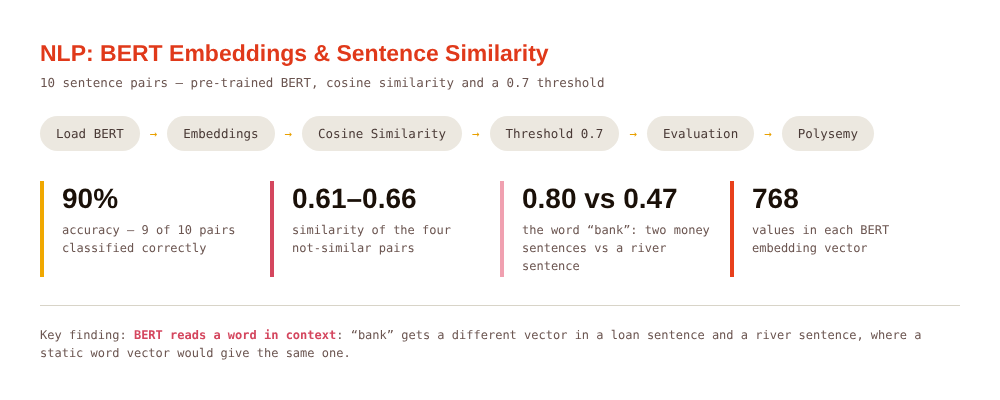 NLP: BERT Embeddings & Sentence Similarity
10 sentence pairs — pre-trained BERT, cosine similarity and a 0.7 threshold
Load BERT → Embeddings → Cosine Similarity → Threshold 0.7 → Evaluation → Polysemy
90%
accuracy — 9 of 10 pairs
classified correctly
0.61–0.66
similarity of the four
not-similar pairs
0.80 vs 0.47
the word “bank”: two money
sentences vs a river
sentence
768
values in each BERT
embedding vector
Key finding: BERT reads a word in context: “bank” gets a different vector in a loan sentence and a river sentence, where a
static word vector would give the same one.